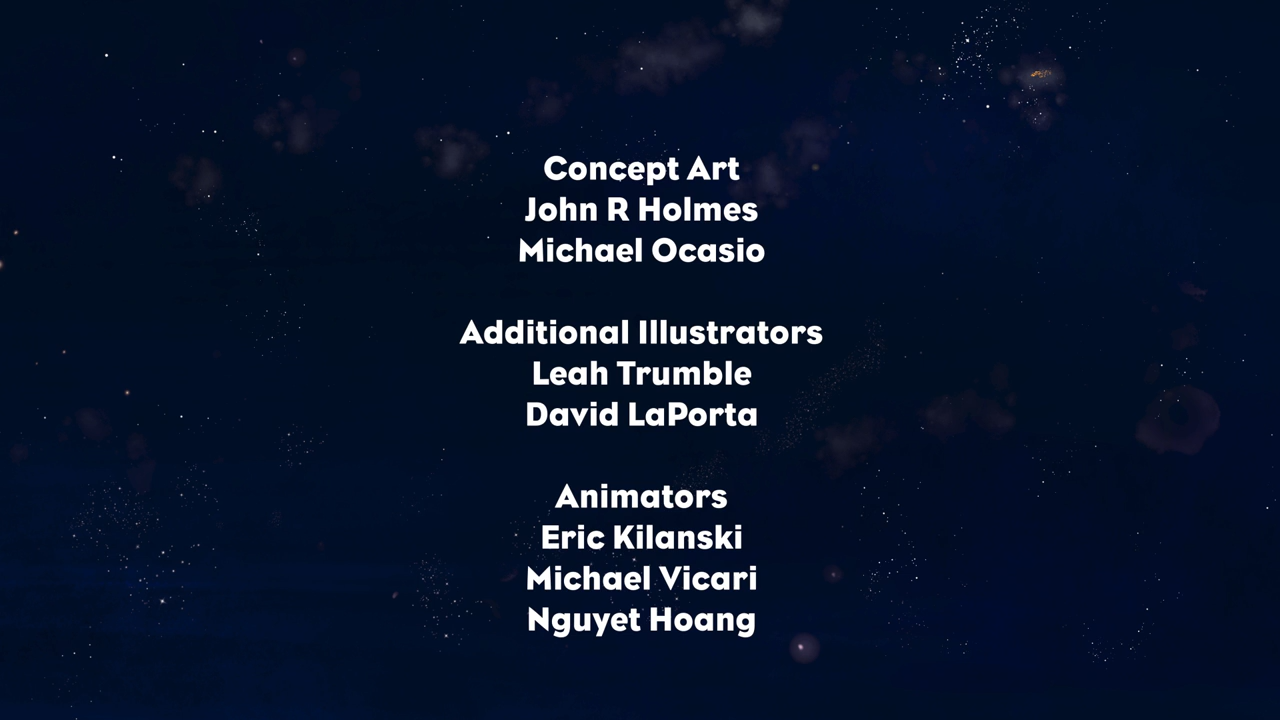 Concept Art
John R Holmes
Michael Ocasio
Additional Illustrators
Leah Trumble
David LaPorta
Animators
Eric Kilanski
Michael Vicari
Nguyet Hoang